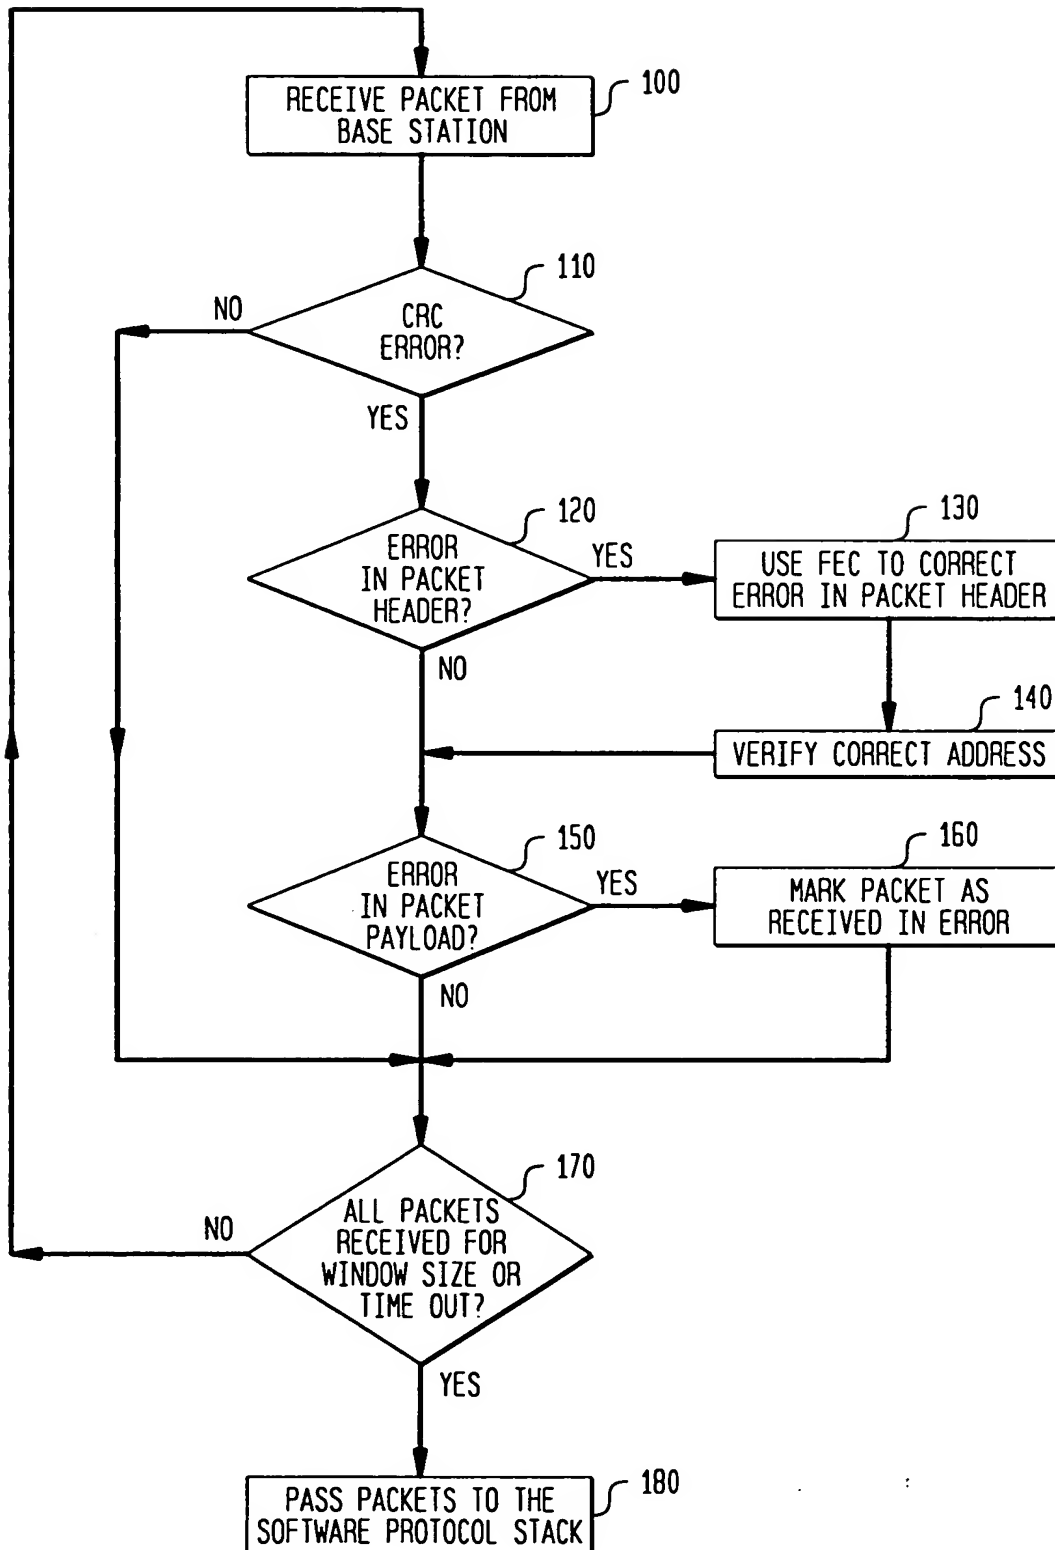 RECEIVE PACKET FROM
BASE STATION
100
110
NO
CRC
ERROR?
YES
120
ERROR
IN PACKET
HEADER?
YES
130
USE FEC TO CORRECT
ERROR IN PACKET HEADER
NO
140
VERIFY CORRECT ADDRESS
150
ERROR
IN PACKET
PAYLOAD?
YES
160
MARK PACKET AS
RECEIVED IN ERROR
NO
170
NO
ALL PACKETS
RECEIVED FOR
WINDOW SIZE OR
TIME OUT?
YES
180
PASS PACKETS TO THE
SOFTWARE PROTOCOL STACK